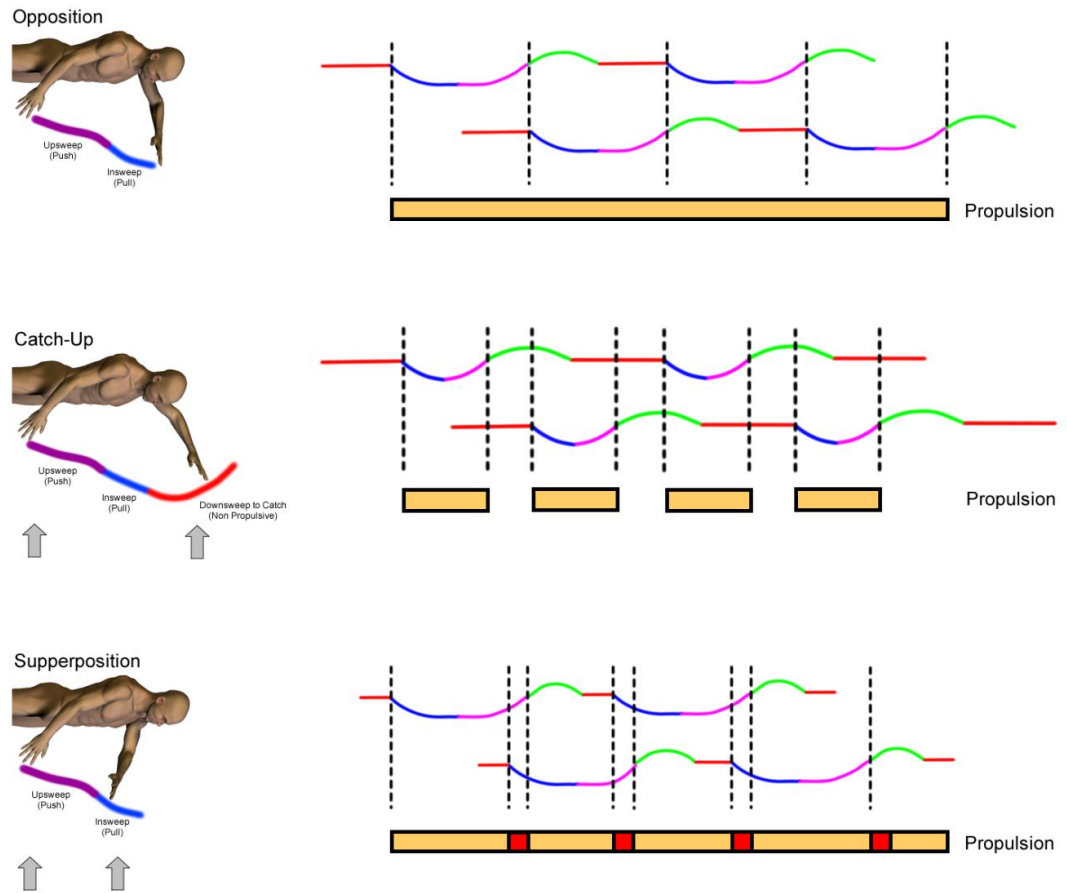 Opposition
Upsweep
(Push)
Insweep
(Pull)
Propulsion
Catch-Up
Upsweep
(Push)
Insweep
(Pull)
Downsweep to Catch
(Non Propulsive)
Propulsion
Supperposition
Upsweep
(Push)
Insweep
(Pull)
Propulsion